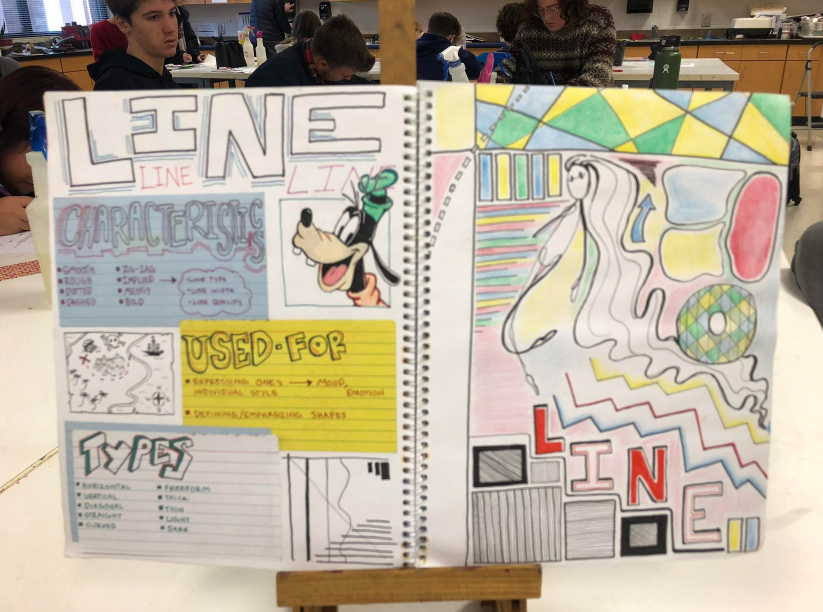 LINE
LINE
LINE
CHARACTERISTICS
• SMOOTH
• ROUGH
• DOTTED
• DASHED
• ZIG-ZAG
• IMPLIED
• MESSY
• BOLD
• LINE TYPE
• LINE WIDTH
• LINE QUALITY
USED-FOR
• EXPRESSING ONE'S → MOOD,
INDIVIDUAL STYLE EMOTION
• DEFINING/EMPHASIZING SHAPES
TYPES
• HORIZONTAL
• VERTICAL
• DIAGONAL
• STRAIGHT
• CURVED
• FREEFORM
• THICK
• THIN
• LIGHT
• DARK
LINE